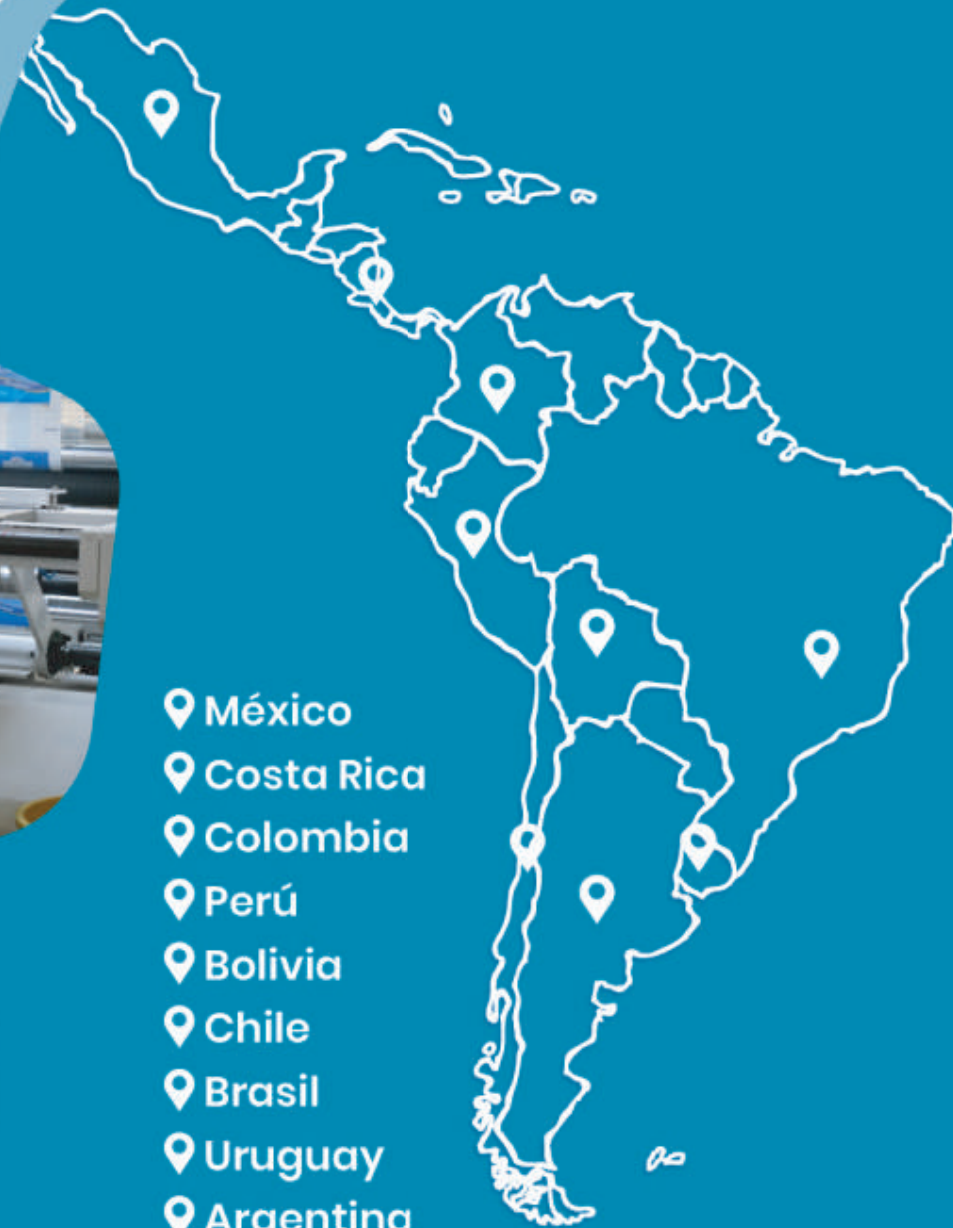 México
Costa Rica
Colombia
Perú
Bolivia
Chile
Brasil
Uruguay
Argentina